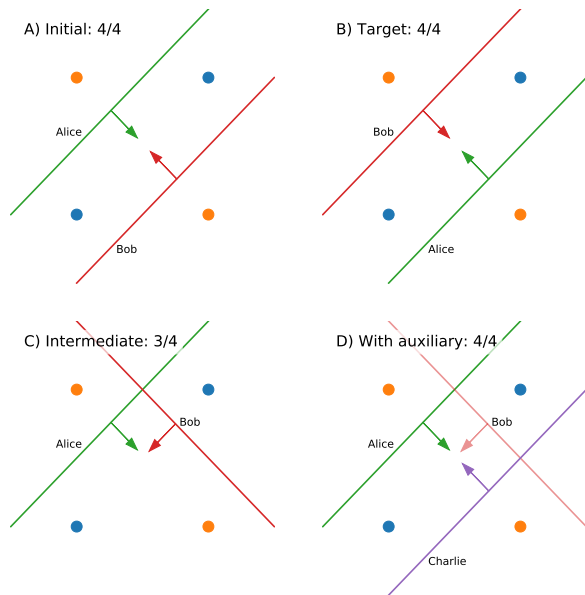 A) Initial: 4/4
Alice
Bob
B) Target: 4/4
Bob
Alice
C) Intermediate: 3/4
Alice
Bob
D) With auxiliary: 4/4
Alice
Bob
Charlie